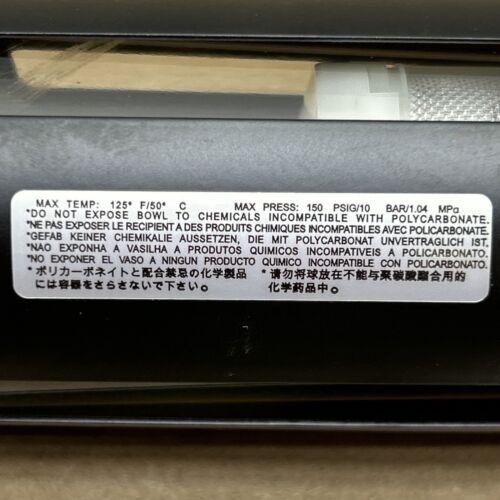 MAX TEMP: 125° F/50° C MAX PRESS: 150 PSIG/10 BAR/1.04 MPa
*DO NOT EXPOSE BOWL TO CHEMICALS INCOMPATIBLE WITH POLYCARBONATE.
*NE PAS EXPOSER LE RECIPIENT A DES PRODUITS CHIMIQUES INCOMPATIBLES AVEC POLICARBONATE.
*GEFAB KEINER CHEMIKALIE AUSSETZEN, DIE MIT POLYCARBONAT UNVERTRAGLICH IST.
*NAO EXPONHA A VASILHA A PRODUTOS QUIMICOS INCOMPATIVEIS A POLICARBONATO.
*NO EXPONER EL VASO A NINGUN PRODUCTO QUIMICO INCOMPATIBLE CON POLICARBONATO.
*ポリカーボネイトと配合禁忌の化学製品
には容器をさらさないで下さい。
*请勿将球放在不能与聚碳酸酯合用的
化学药品中。